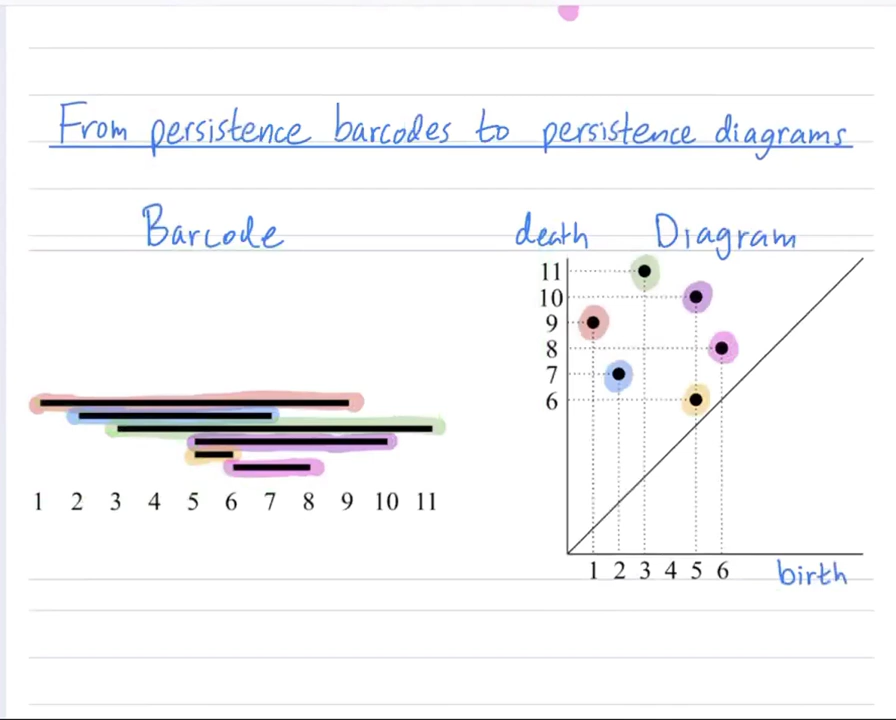 From persistence barcodes to persistence diagrams
Barcode
1 2 3 4 5 6 7 8 9 10 11
death Diagram
11
10
9
8
7
6
1 2 3 4 5 6 birth